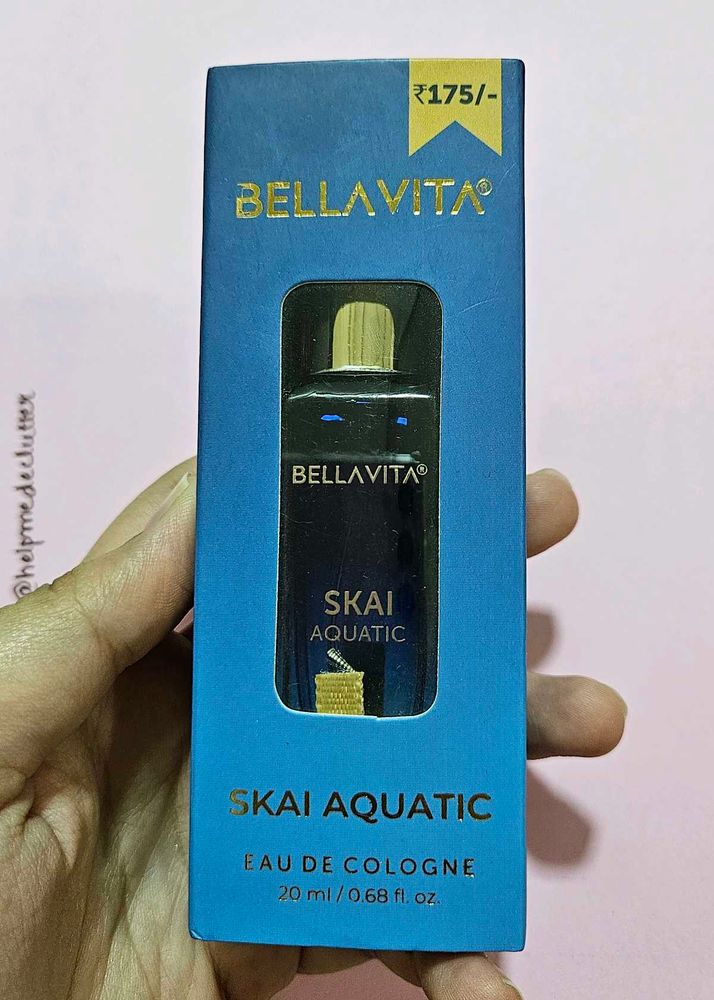 ₹175/-
BELLAVITA®
BELLAVITA®
SKAI
AQUATIC
SKAI AQUATIC
EAU DE COLOGNE
20 ml / 0.68 fl. oz.
@helpmedeclutter